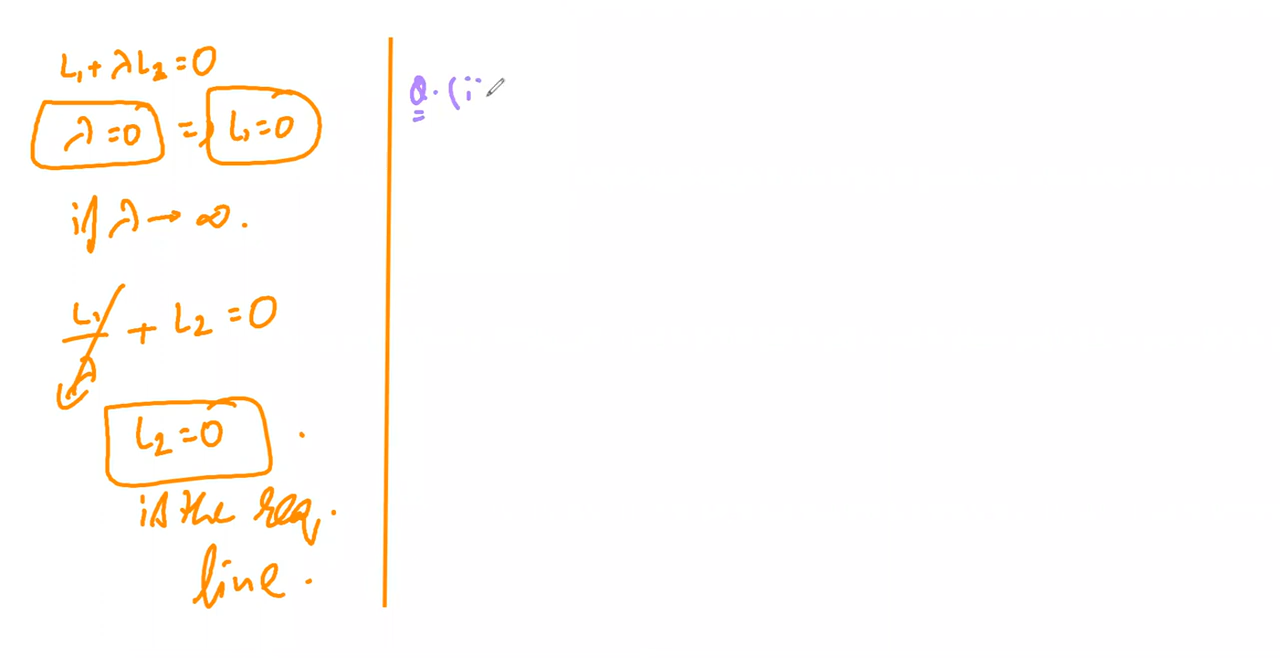 L₁ + λL₂ = 0
λ = 0 ⇒ L₁ = 0
if λ → ∞.
L₁/λ + L₂ = 0
L₂ = 0 .
is the req.
line.
Q. (i